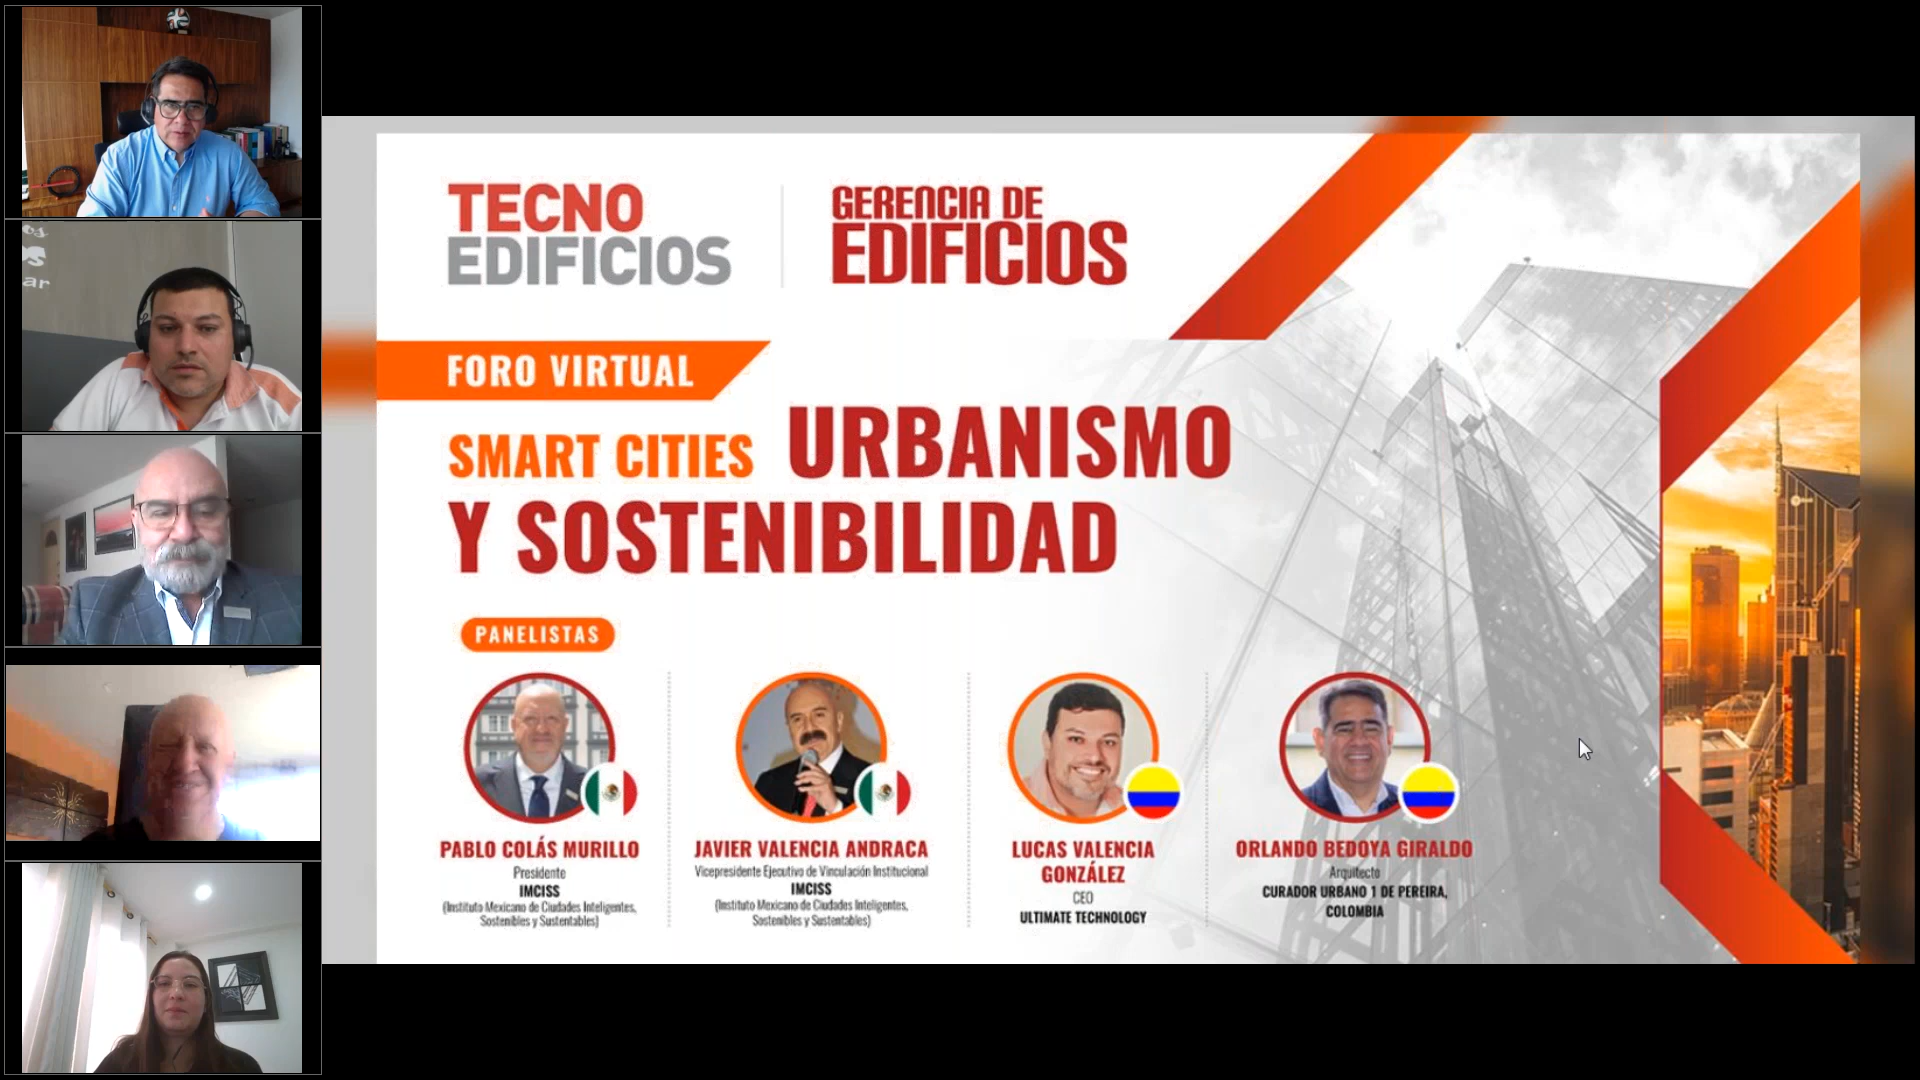 os
s
ar
TECNO
EDIFICIOS
GERENCIA DE
EDIFICIOS
FORO VIRTUAL
SMART CITIES URBANISMO
Y SOSTENIBILIDAD
PANELISTAS
PABLO COLÁS MURILLO
Presidente
IMCISS
(Instituto Mexicano de Ciudades Inteligentes,
Sostenibles y Sustentables)
JAVIER VALENCIA ANDRACA
Vicepresidente Ejecutivo de Vinculación Institucional
IMCISS
(Instituto Mexicano de Ciudades Inteligentes,
Sostenibles y Sustentables)
LUCAS VALENCIA
GONZÁLEZ
CEO
ULTIMATE TECHNOLOGY
ORLANDO BEDOYA GIRALDO
Arquitecto
CURADOR URBANO 1 DE PEREIRA,
COLOMBIA